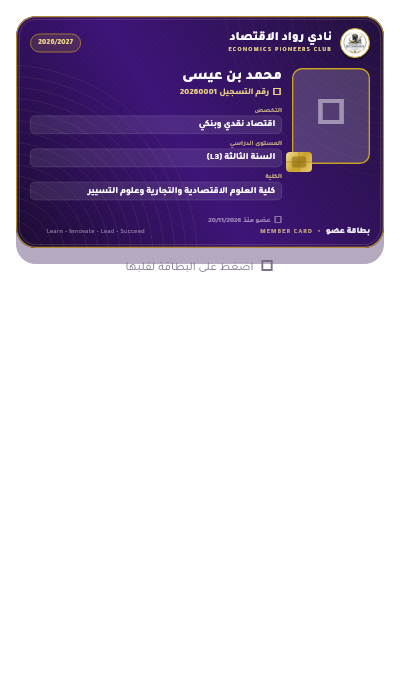 نادي رواد الاقتصاد
ECONOMICS PIONEERS CLUB
2026/2027
محمد بن عيسى
رقم التسجيل 20260001
التخصص
اقتصاد نقدي وبنكي
المستوى الدراسي
السنة الثالثة (L3)
الكلية
كلية العلوم الاقتصادية والتجارية وعلوم التسيير
عضو منذ 20/11/2026
بطاقة عضو • MEMBER CARD
Learn • Innovate • Lead • Succeed
اضغط على البطاقة لقلبها